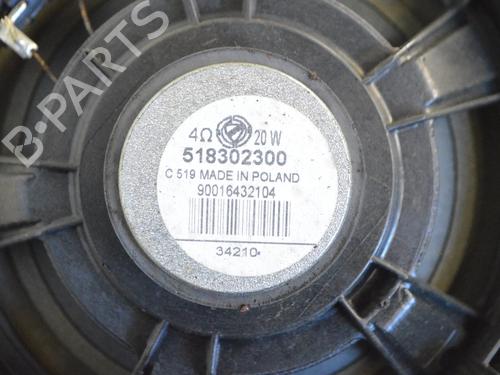 B-PARTS
4Ω 20 W
518302300
C 519 MADE IN POLAND
90016432104
34210